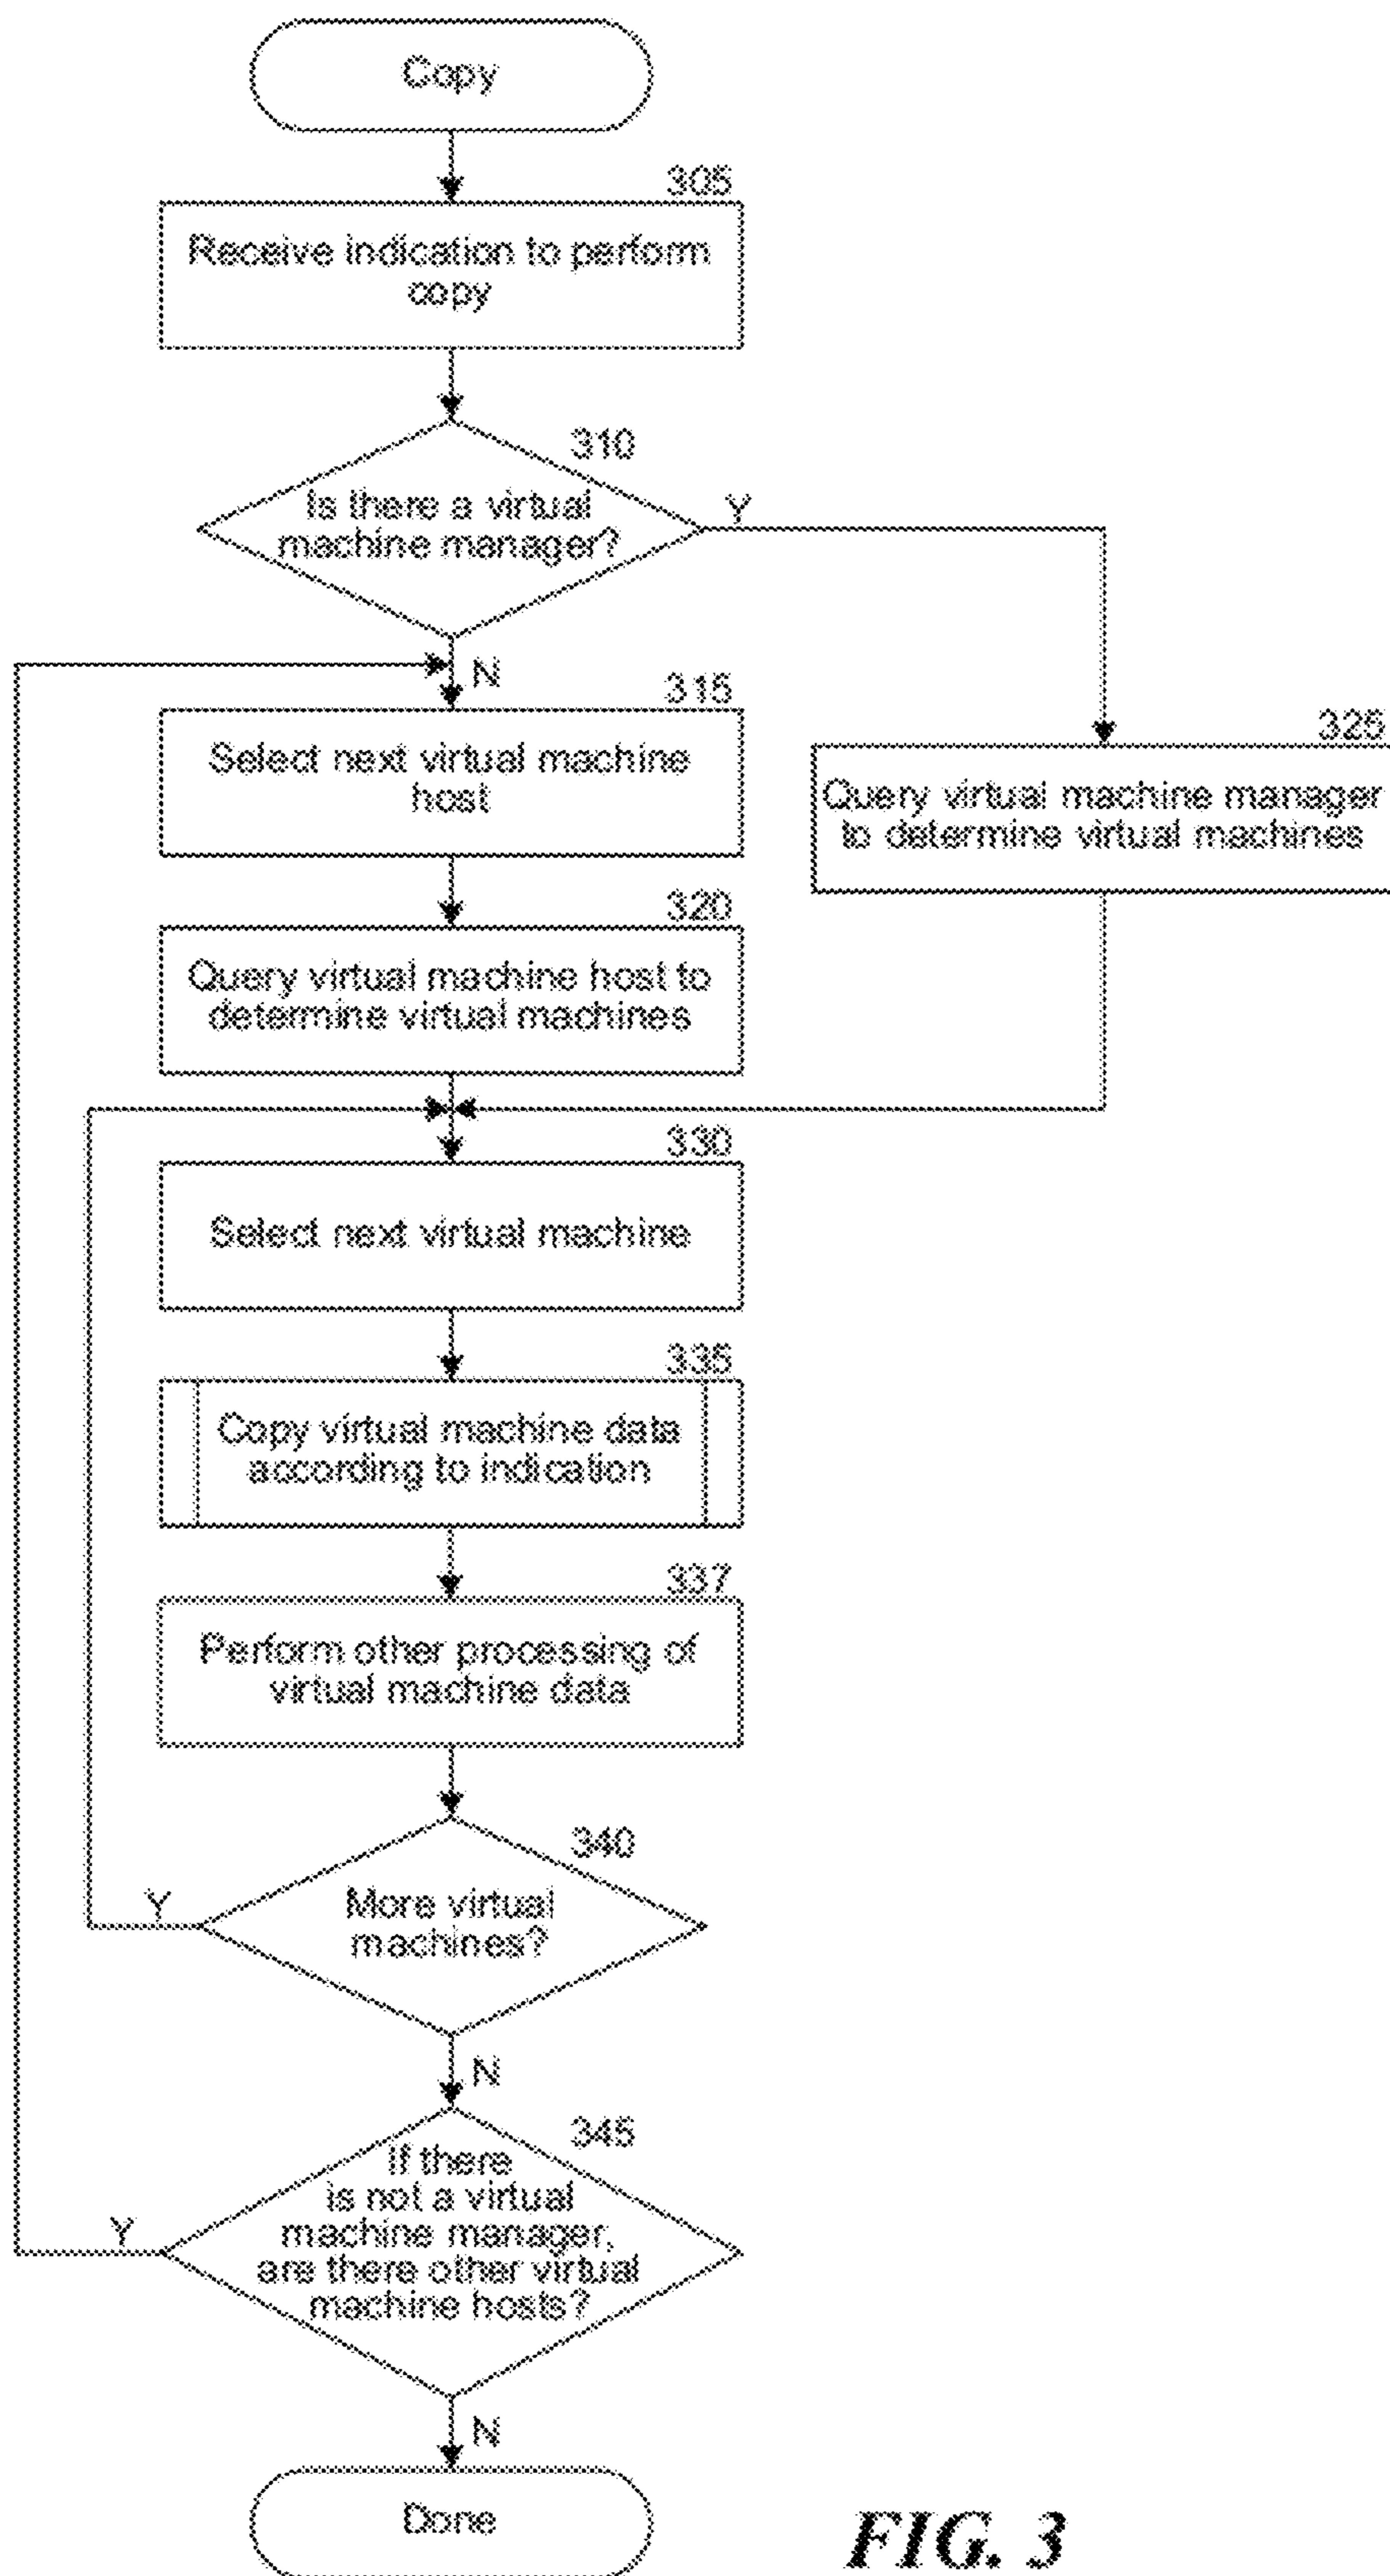 Copy
305
Receive indication to perform
copy
310
Is there a virtual
machine manager?
Y
N
315
Select next virtual machine
host
325
Query virtual machine manager
to determine virtual machines
320
Query virtual machine host to
determine virtual machines
330
Select next virtual machine
335
Copy virtual machine data
according to indication
337
Perform other processing of
virtual machine data
340
More virtual
machines?
Y
N
345
If there
is not a virtual
machine manager,
are there other virtual
machine hosts?
Y
N
Done
FIG. 3